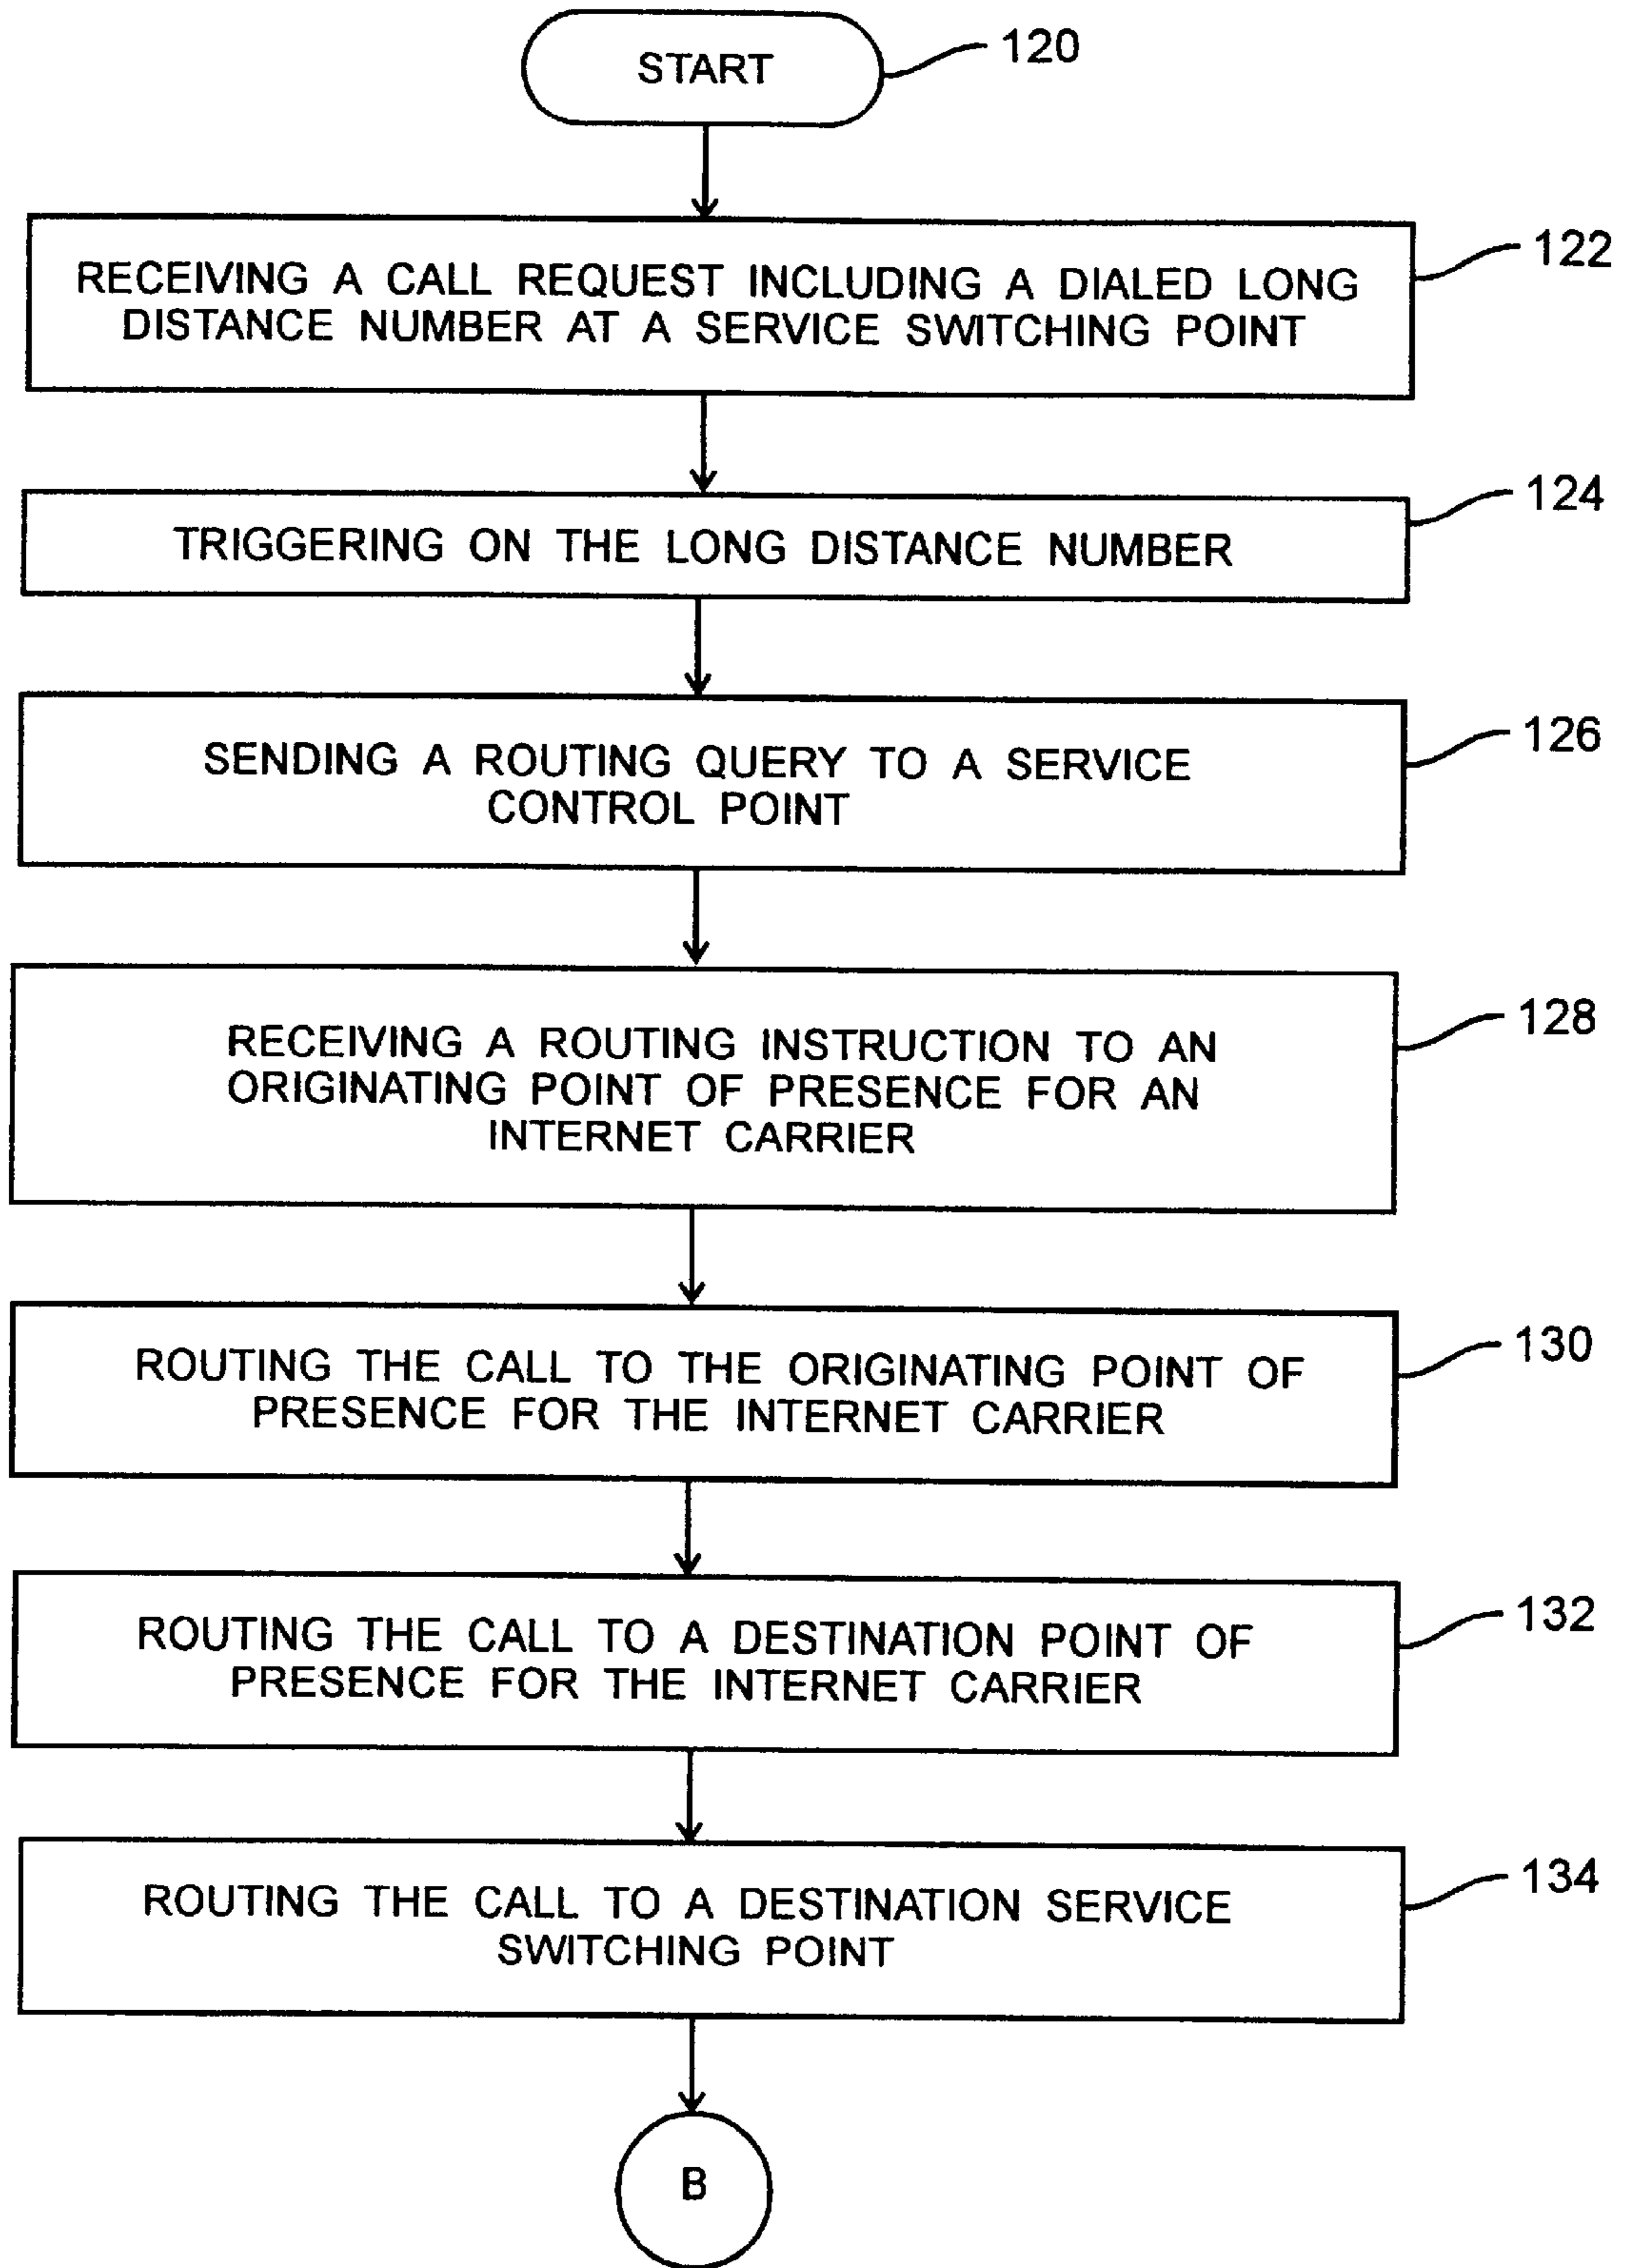 START
120
RECEIVING A CALL REQUEST INCLUDING A DIALED LONG
DISTANCE NUMBER AT A SERVICE SWITCHING POINT
122
TRIGGERING ON THE LONG DISTANCE NUMBER
124
SENDING A ROUTING QUERY TO A SERVICE
CONTROL POINT
126
RECEIVING A ROUTING INSTRUCTION TO AN
ORIGINATING POINT OF PRESENCE FOR AN
INTERNET CARRIER
128
ROUTING THE CALL TO THE ORIGINATING POINT OF
PRESENCE FOR THE INTERNET CARRIER
130
ROUTING THE CALL TO A DESTINATION POINT OF
PRESENCE FOR THE INTERNET CARRIER
132
ROUTING THE CALL TO A DESTINATION SERVICE
SWITCHING POINT
134
B